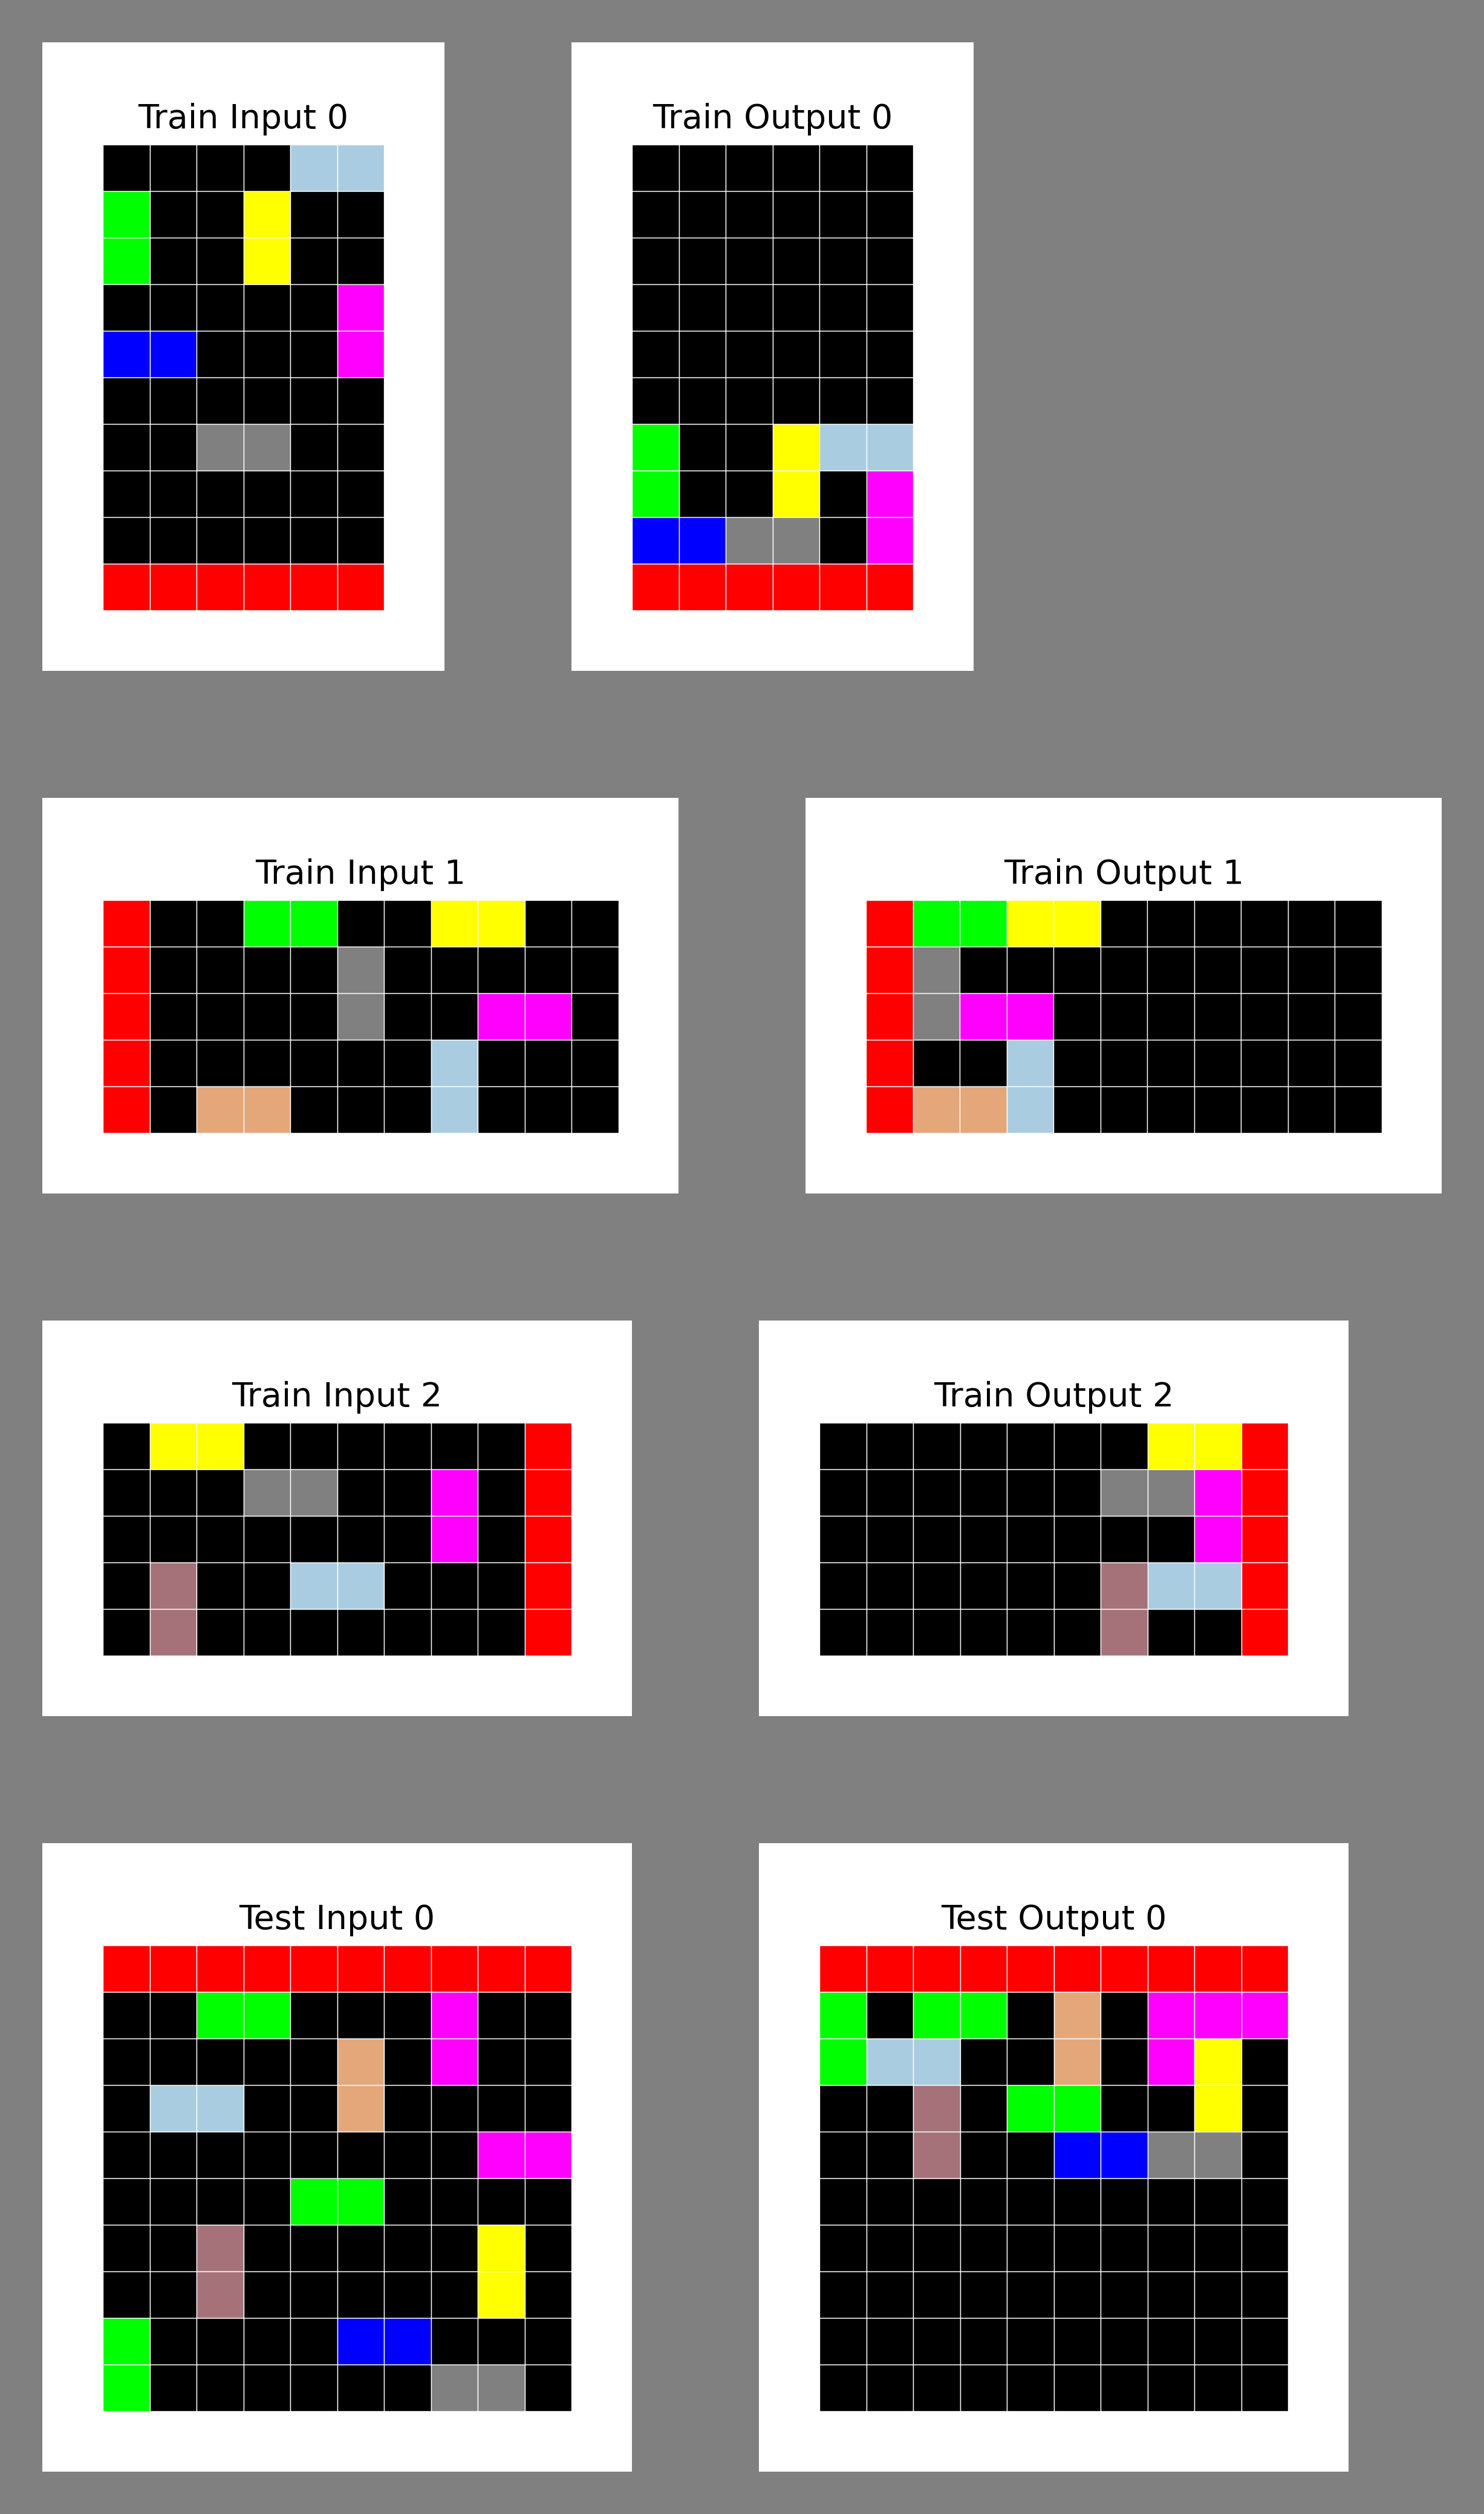 Train Input 0
Train Output 0
Train Input 1
Train Output 1
Train Input 2
Train Output 2
Test Input 0
Test Output 0